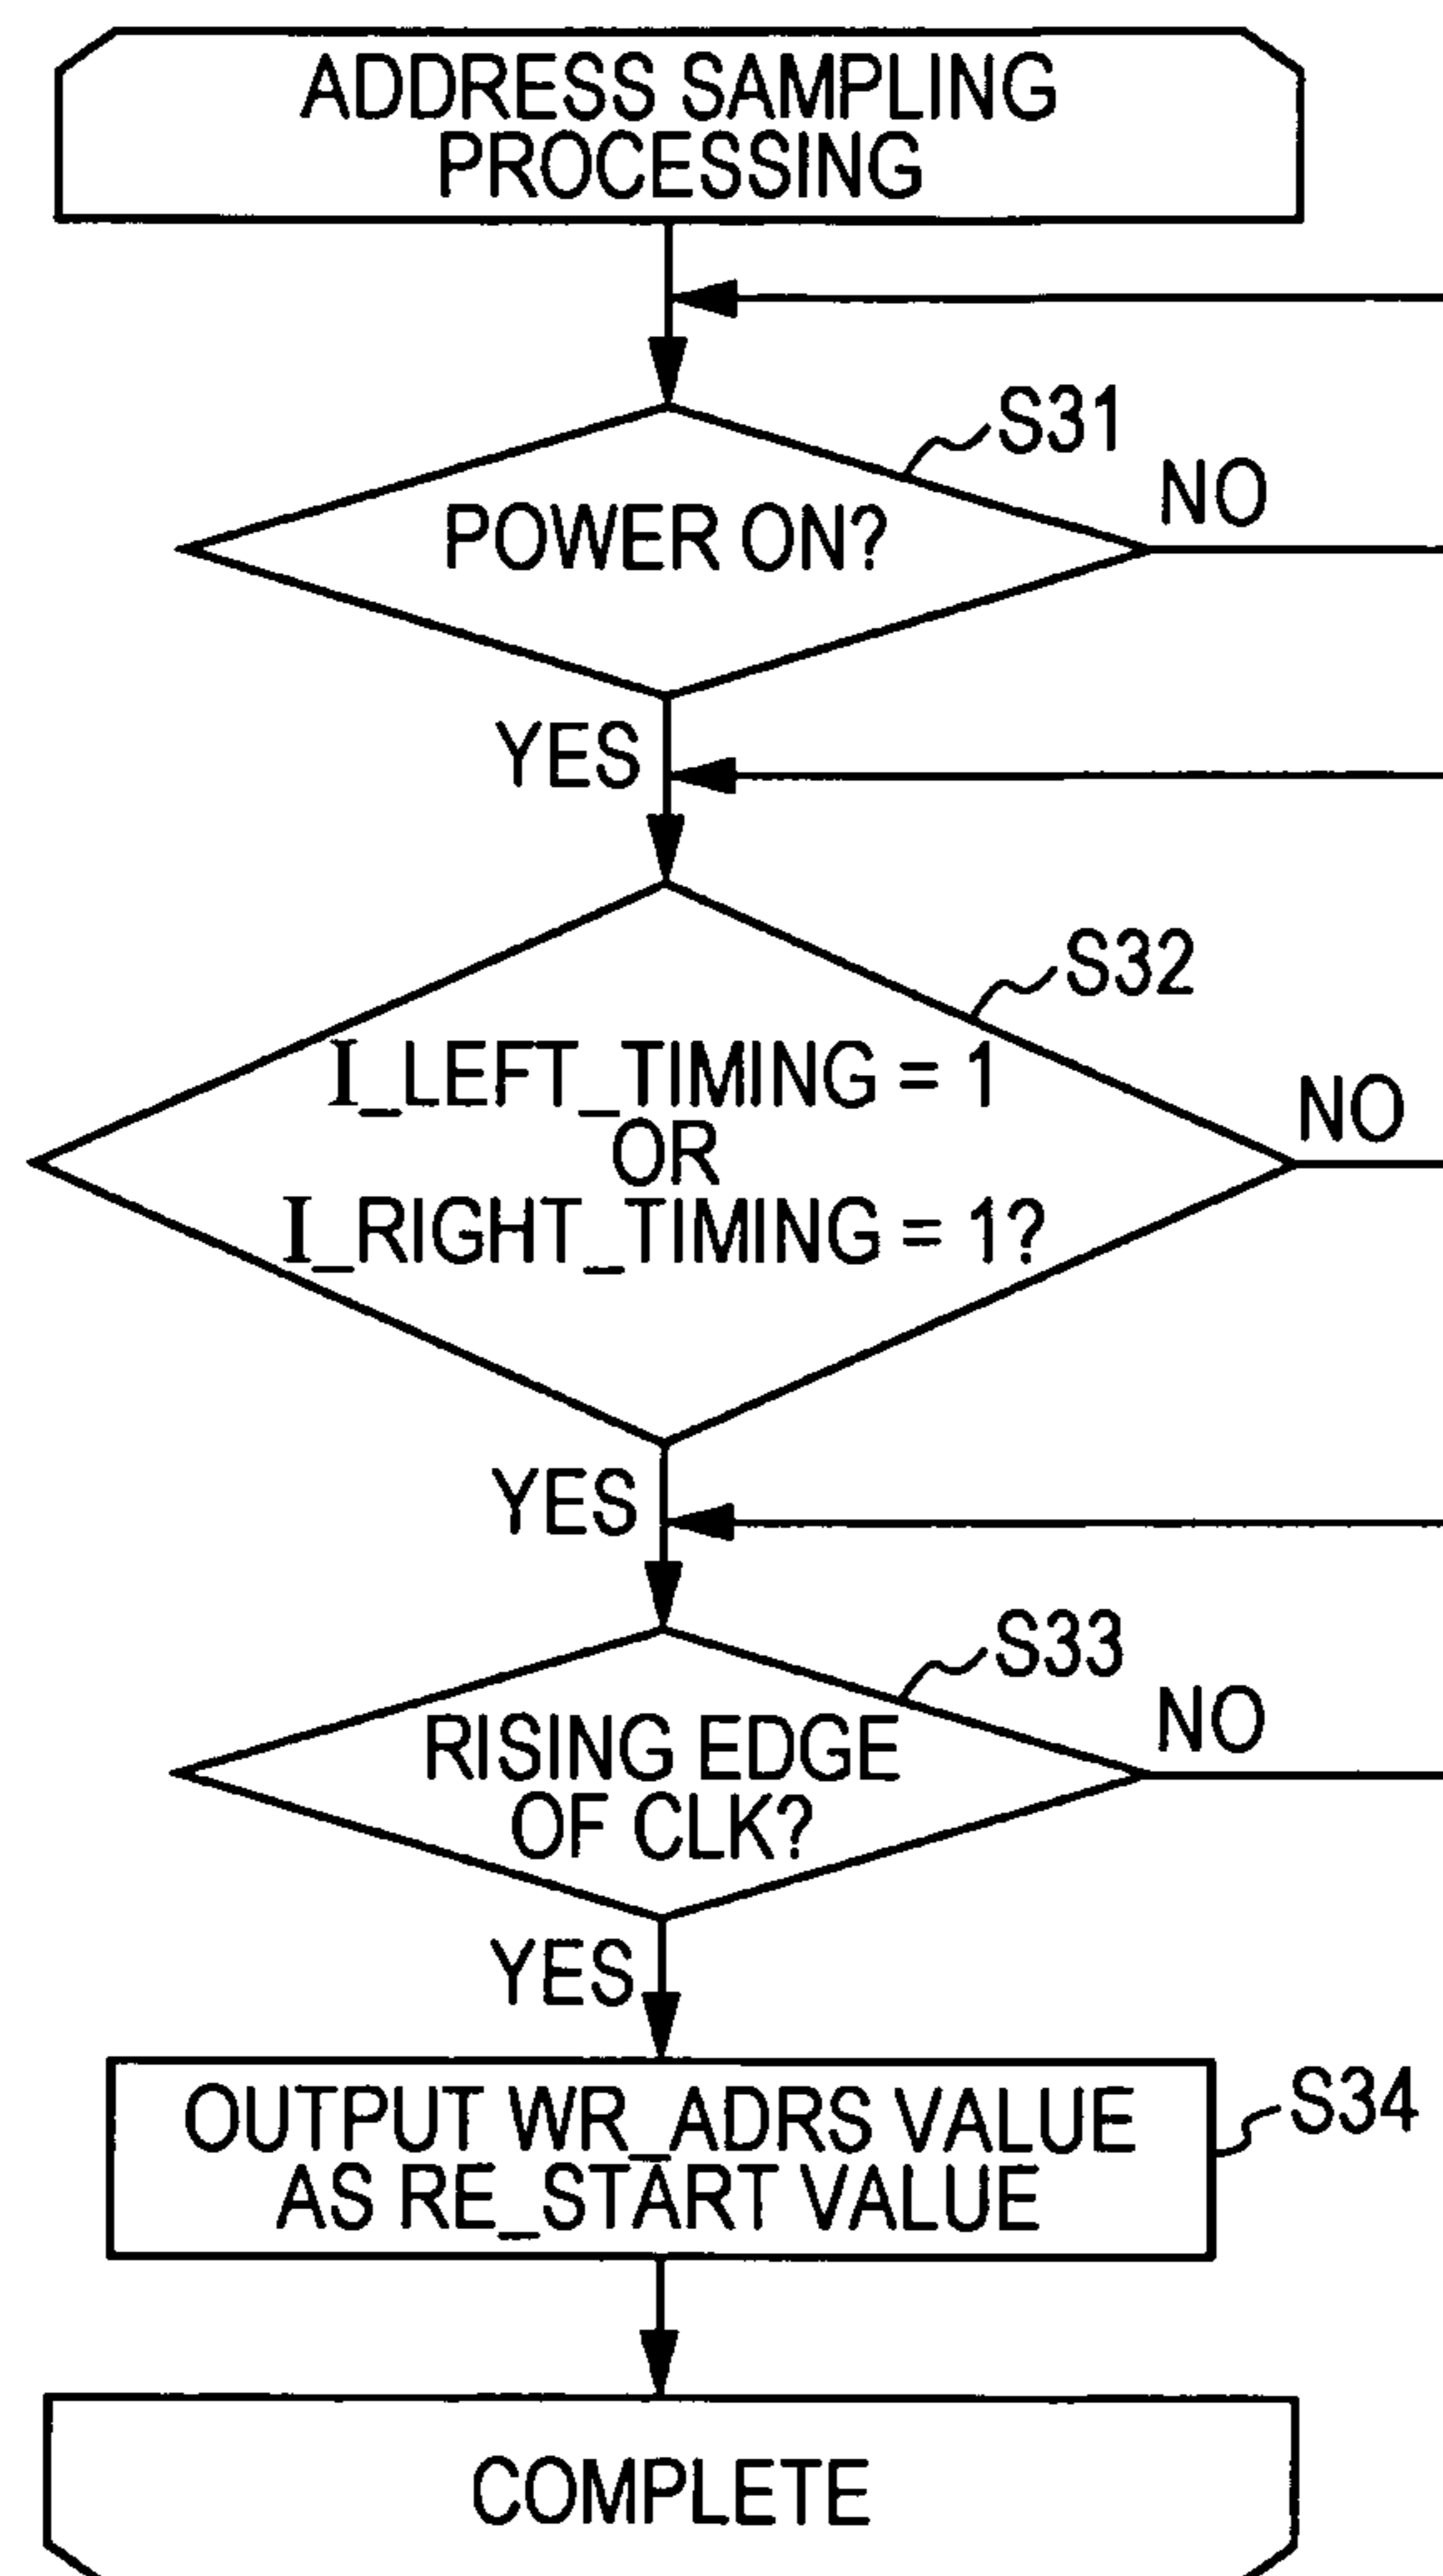 ADDRESS SAMPLING
PROCESSING
S31
NO
POWER ON?
YES
S32
I_LEFT_TIMING = 1
NO
OR
I_RIGHT_TIMING = 1?
YES
S33
NO
RISING EDGE
OF CLK?
YES
OUTPUT WR_ADRS VALUE
S34
AS RE_START VALUE
COMPLETE